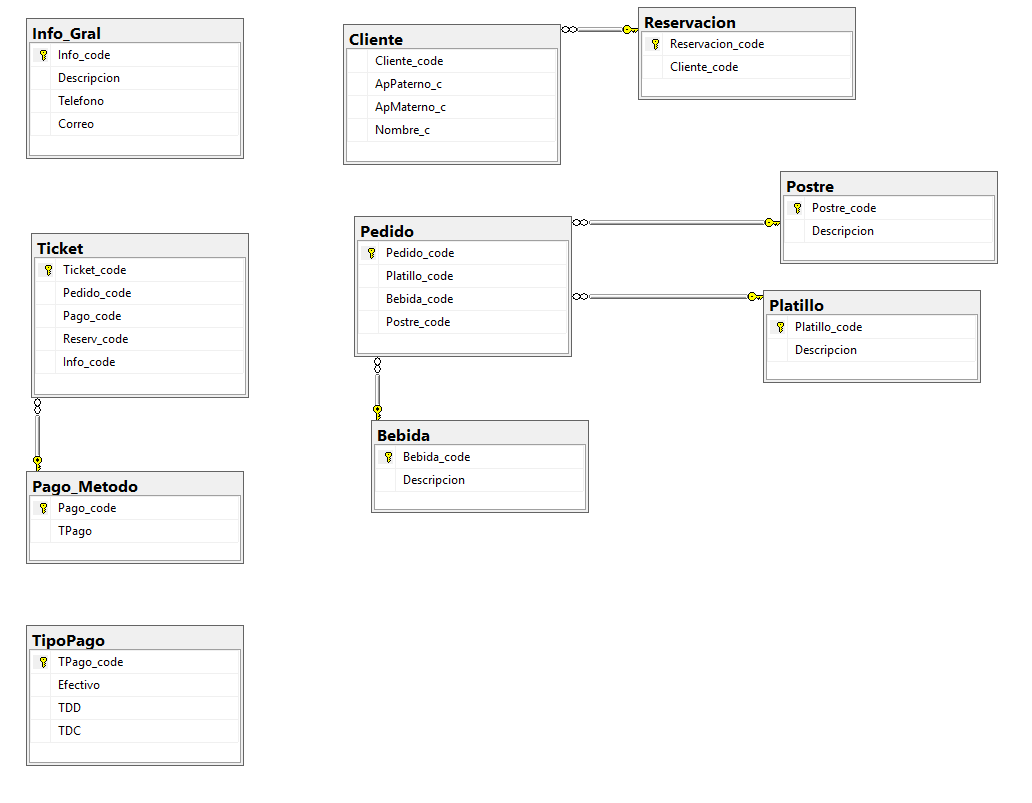 Info_Gral
Info_code
Descripcion
Telefono
Correo
Cliente
Cliente_code
ApPaterno_c
ApMaterno_c
Nombre_c
Reservacion
Reservacion_code
Cliente_code
Postre
Postre_code
Descripcion
Ticket
Ticket_code
Pedido_code
Pago_code
Reserv_code
Info_code
Pedido
Pedido_code
Platillo_code
Bebida_code
Postre_code
Platillo
Platillo_code
Descripcion
Bebida
Bebida_code
Descripcion
Pago_Metodo
Pago_code
TPago
TipoPago
TPago_code
Efectivo
TDD
TDC